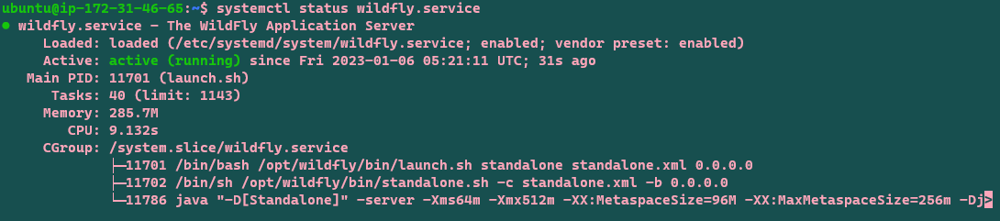 ubuntu@ip-172-31-46-65:~$ systemctl status wildfly.service
● wildfly.service - The WildFly Application Server
     Loaded: loaded (/etc/systemd/system/wildfly.service; enabled; vendor preset: enabled)
     Active: active (running) since Fri 2023-01-06 05:21:11 UTC; 31s ago
   Main PID: 11701 (launch.sh)
      Tasks: 40 (limit: 1143)
     Memory: 285.7M
        CPU: 9.132s
     CGroup: /system.slice/wildfly.service
             ├─11701 /bin/bash /opt/wildfly/bin/launch.sh standalone standalone.xml 0.0.0.0
             ├─11702 /bin/sh /opt/wildfly/bin/standalone.sh -c standalone.xml -b 0.0.0.0
             └─11786 java "-D[Standalone]" -server -Xms64m -Xmx512m -XX:MetaspaceSize=96M -XX:MaxMetaspaceSize=256m -Dj>